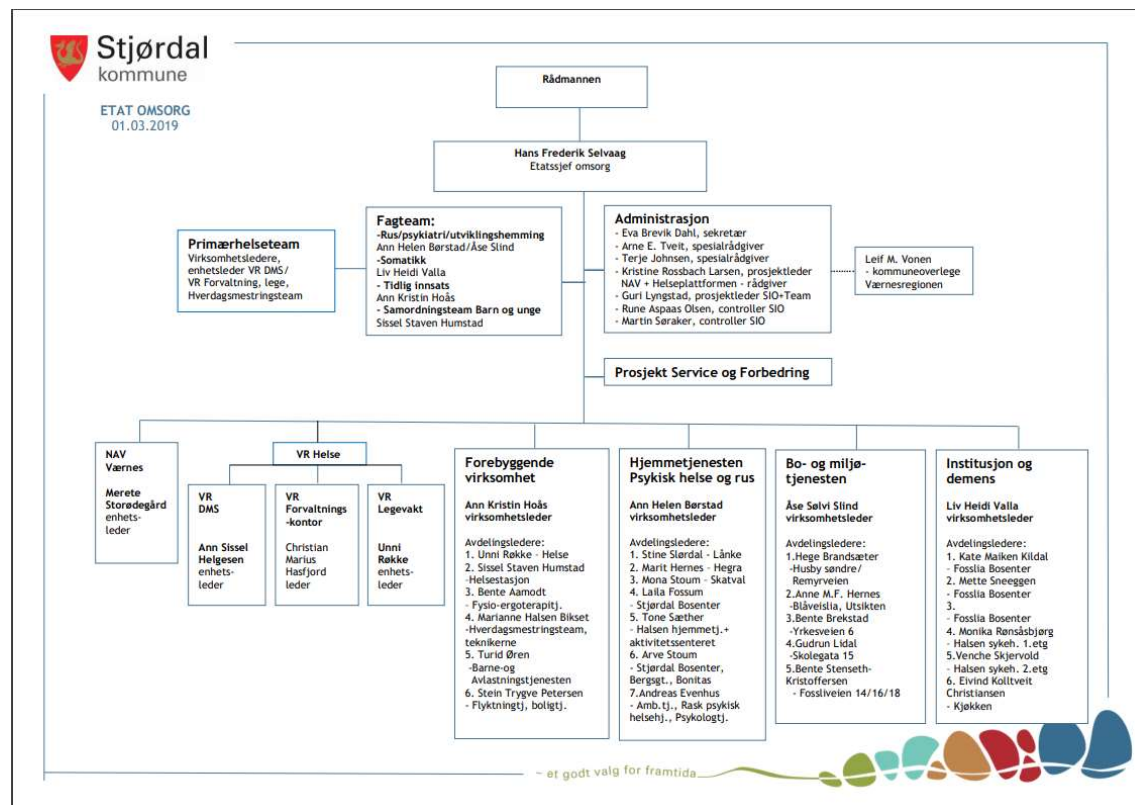 Stjørdal
kommune
ETAT OMSORG
01.03.2019
Rådmannen
Hans Frederik Selvaag
Etatssjef omsorg
Primærhelseteam
Virksomhetsledere,
enhetsleder VR DMS/
VR Forvaltning, lege,
Hverdagsmestringsteam
Fagteam:
-Rus/psykiatri/utviklingshemming
Ann Helen Børstad/Åse Slind
-Somatikk
Liv Heidi Valla
- Tidlig innsats
Ann Kristin Hoås
- Samordningsteam Barn og unge
Sissel Staven Humstad
Administrasjon
- Eva Brevik Dahl, sekretær
- Arne E. Tveit, spesialrådgiver
- Terje Johnsen, spesialrådgiver
- Kristine Rossbach Larsen, prosjektleder
NAV + Helseplattformen - rådgiver
- Guri Lyngstad, prosjektleder SIO+Team
- Rune Aspaas Olsen, controller SIO
- Martin Søraker, controller SIO
Leif M. Vonen
- kommuneoverlege
Værnesregionen
Prosjekt Service og Forbedring
NAV
Værnes
Merete
Storødegård
enhets-
leder
VR Helse
VR
DMS
Ann Sissel
Helgesen
enhets-
leder
VR
Forvaltnings
-kontor
Christian
Marius
Hasfjord
enhets-
leder
VR
Legevakt
Unni
Røkke
enhets-
leder
Forebyggende
virksomhet
Ann Kristin Hoås
virksomhetsleder
Avdelingsledere:
1. Unni Røkke – Helse
2. Sissel Staven Humstad
-Helsestasjon
3. Bente Aamodt
– Fysio-ergoterapitj.
4. Marianne Halsen Bikset
-Hverdagsmestringteam,
teknikerne
5. Turid Øren
-Barne-og
Avlastningstjenesten
6. Stein Trygve Petersen
- Flyktningtj, boligtj.
Hjemmetjenesten
Psykisk helse og rus
Ann Helen Børstad
virksomhetsleder
Avdelingsledere:
1. Stine Slørdal - Lånke
2. Marit Hernes - Hegra
3. Mona Stoum – Skatval
4. Laila Fossum
– Stjørdal Bosenter
5. Tone Sæther
- Halsen hjemmetj.+
aktivitetssenteret
6. Arve Stoum
- Stjørdal Bosenter,
Bergsgt., Bonitas
7.Andreas Evenhus
- Amb.tj., Rask psykisk
helsehj., Psykologtj.
Bo- og miljø-
tjenesten
Åse Sølvi Slind
virksomhetsleder
Avdelingsledere:
1.Hege Brandsæter
-Husby søndre/
Remyrveien
2.Anne M.F. Hernes
-Blåveislia, Utsikten
3.Bente Brekstad
-Yrkesveien 6
4.Gudrun Lidal
-Skolegata 15
5.Bente Stenseth-
Kristoffersen
- Fossliveien 14/16/18
Institusjon og
demens
Liv Heidi Valla
virksomhetsleder
Avdelingsledere:
1. Kate Maiken Kildal
- Fosslia Bosenter
2. Mette Sneeggen
- Fosslia Bosenter
3.
- Fosslia Bosenter
4. Monika Rønsåsbjørg
- Halsen sykeh. 1.etg
5.Venche Skjervold
- Halsen sykeh. 2.etg
6. Eivind Kolltveit
Christiansen
- Kjøkken
~ et godt valg for framtida